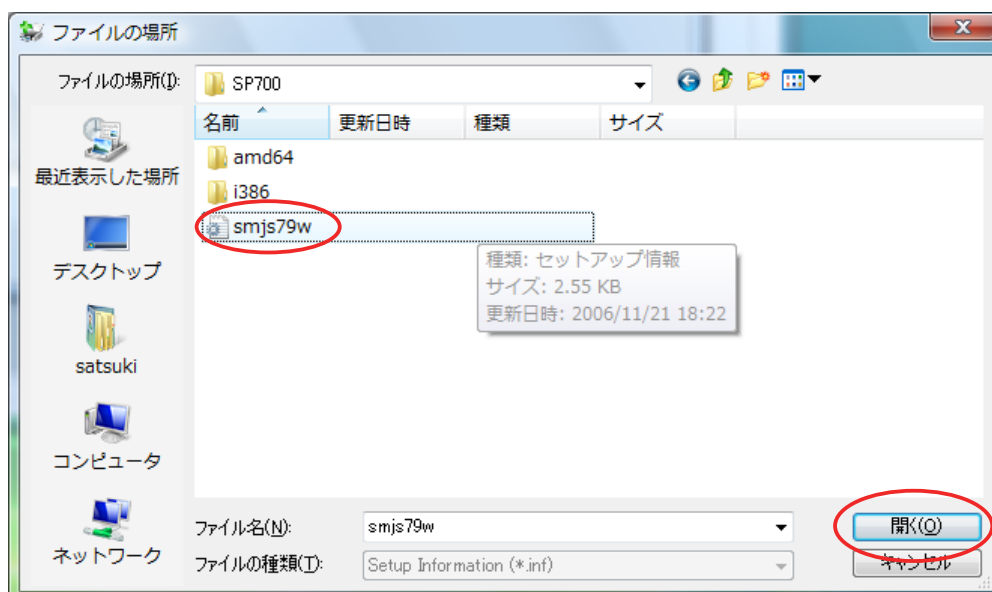 ファイルの場所
ファイルの場所(I):
SP700
名前
更新日時
種類
サイズ
最近表示した場所
デスクトップ
satsuki
コンピュータ
ネットワーク
amd64
i386
smjs79w
種類: セットアップ情報
サイズ: 2.55 KB
更新日時: 2006/11/21 18:22
ファイル名(N):
smjs79w
開く(O)
ファイルの種類(T):
Setup Information (*.inf)
キャンセル